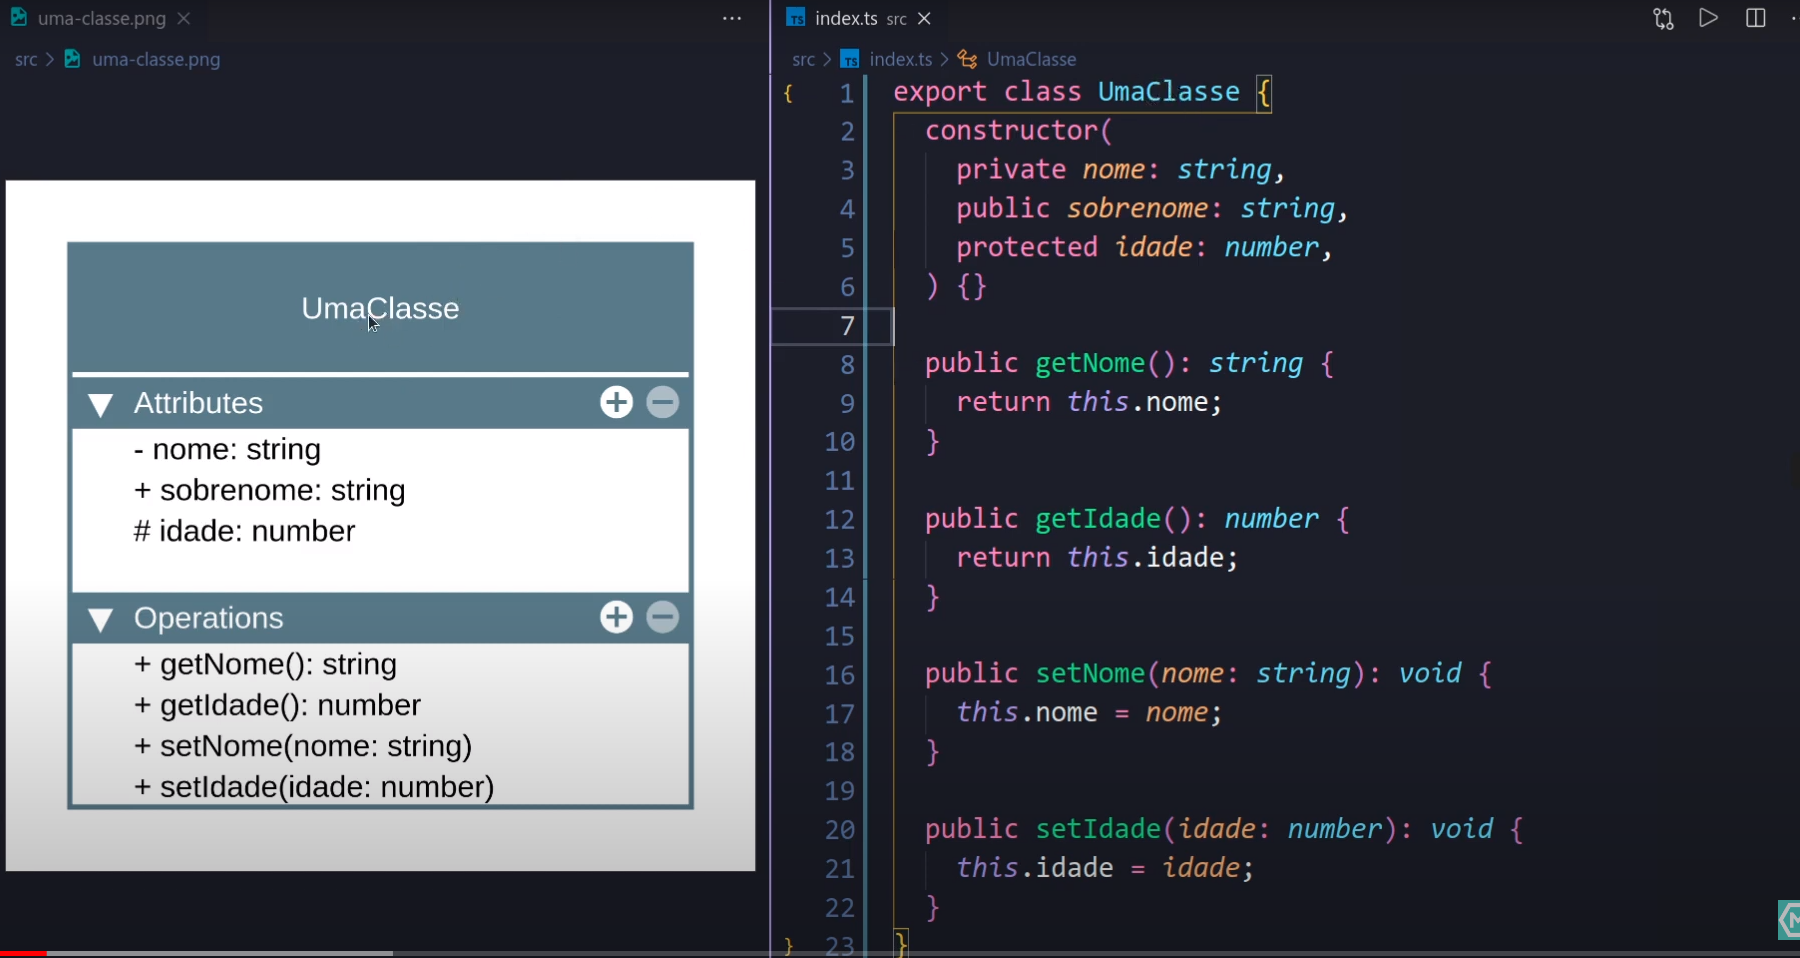 uma-classe.png
src > uma-classe.png
UmaClasse
Attributes
- nome: string
+ sobrenome: string
# idade: number
Operations
+ getNome(): string
+ getIdade(): number
+ setNome(nome: string)
+ setIdade(idade: number)
TS index.ts src
src > TS index.ts > UmaClasse
{ 1 export class UmaClasse {
2 constructor(
3 private nome: string,
4 public sobrenome: string,
5 protected idade: number,
6 ) {}
7
8 public getNome(): string {
9 return this.nome;
10 }
11
12 public getIdade(): number {
13 return this.idade;
14 }
15
16 public setNome(nome: string): void {
17 this.nome = nome;
18 }
19
20 public setIdade(idade: number): void {
21 this.idade = idade;
22 }
} 23 }
M